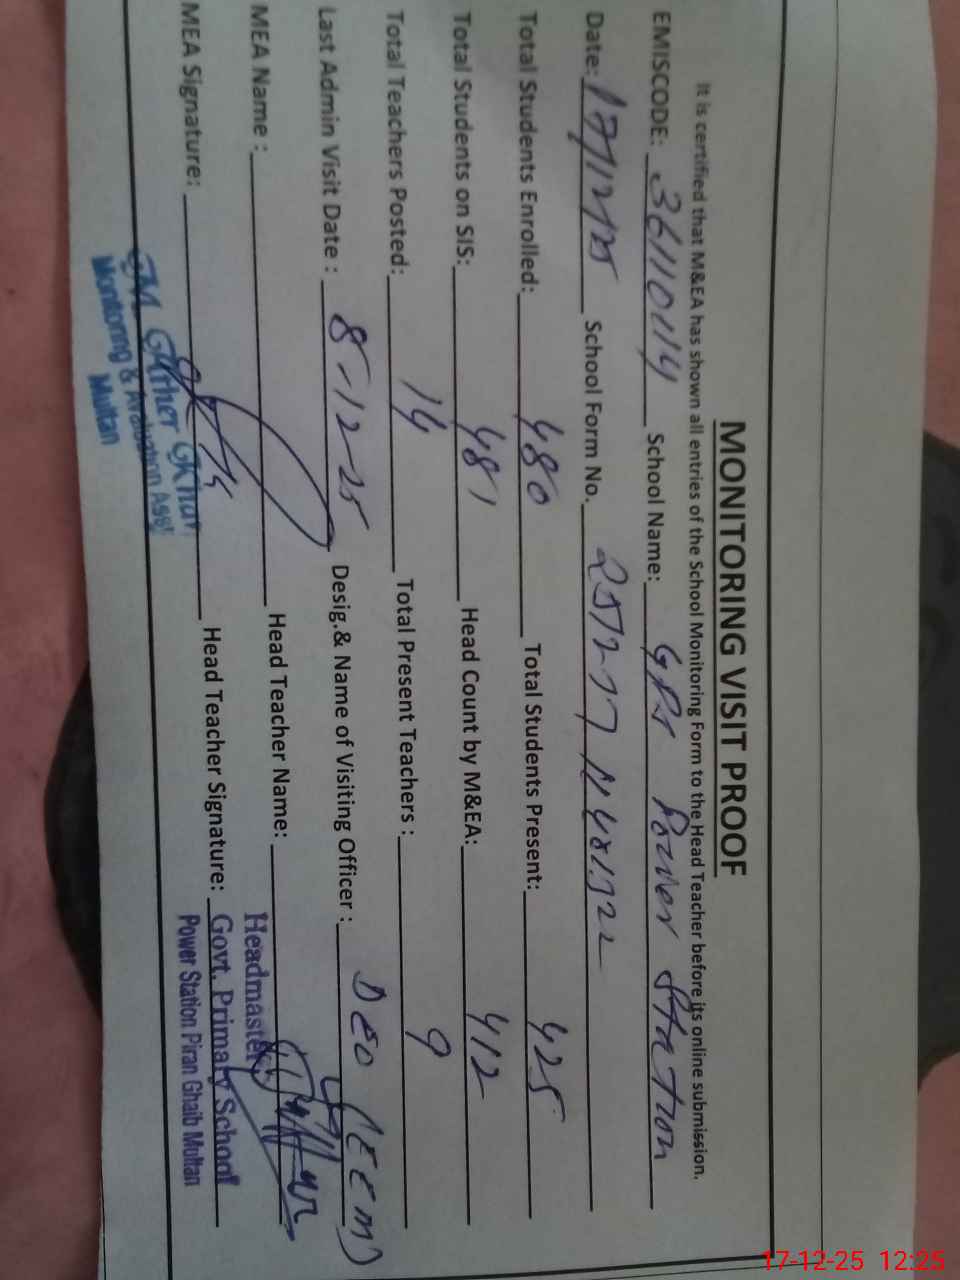 MONITORING VISIT PROOF
It is certified that M&EA has shown all entries of the School Monitoring Form to the Head Teacher before its online submission.
EMISCODE: 36110114 School Name: GPS Power Station
Date: 17/12/25 School Form No. 257277
Total Students Enrolled: 480 Total Students Present: 425
Total Students on SIS: 481 Head Count by M&EA: 412
Total Teachers Posted: 14 Total Present Teachers : 9
Last Admin Visit Date : 8-12-25 Desig.& Name of Visiting Officer : DEO (EEM)
MEA Name : Head Teacher Name:
MEA Signature: Head Teacher Signature:
Headmaster
Govt. Primary School
Power Station Piran Ghaib Multan
Monitoring & Asst
Multan
17-12-25 12:25